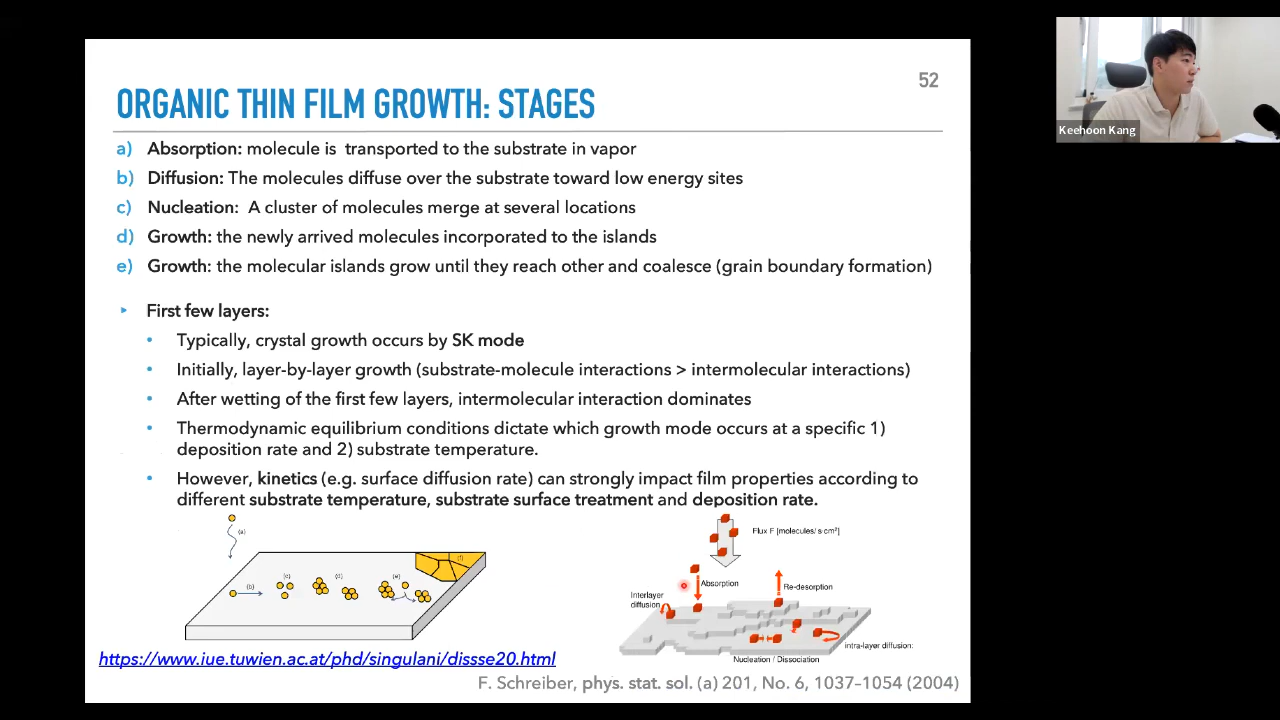 52
ORGANIC THIN FILM GROWTH: STAGES
a) Absorption: molecule is transported to the substrate in vapor
b) Diffusion: The molecules diffuse over the substrate toward low energy sites
c) Nucleation: A cluster of molecules merge at several locations
d) Growth: the newly arrived molecules incorporated to the islands
e) Growth: the molecular islands grow until they reach other and coalesce (grain boundary formation)
▸ First few layers:
• Typically, crystal growth occurs by SK mode
• Initially, layer-by-layer growth (substrate-molecule interactions > intermolecular interactions)
• After wetting of the first few layers, intermolecular interaction dominates
• Thermodynamic equilibrium conditions dictate which growth mode occurs at a specific 1)
deposition rate and 2) substrate temperature.
• However, kinetics (e.g. surface diffusion rate) can strongly impact film properties according to
different substrate temperature, substrate surface treatment and deposition rate.
(a)
(b)
(c)
(d)
(e)
(f)
Flux F [molecules/ s·cm²]
Absorption
Re-desorption
Interlayer
diffusion
intra-layer diffusion:
Nucleation / Dissociation
https://www.iue.tuwien.ac.at/phd/singulani/dissse20.html
F. Schreiber, phys. stat. sol. (a) 201, No. 6, 1037–1054 (2004)
Keehoon Kang